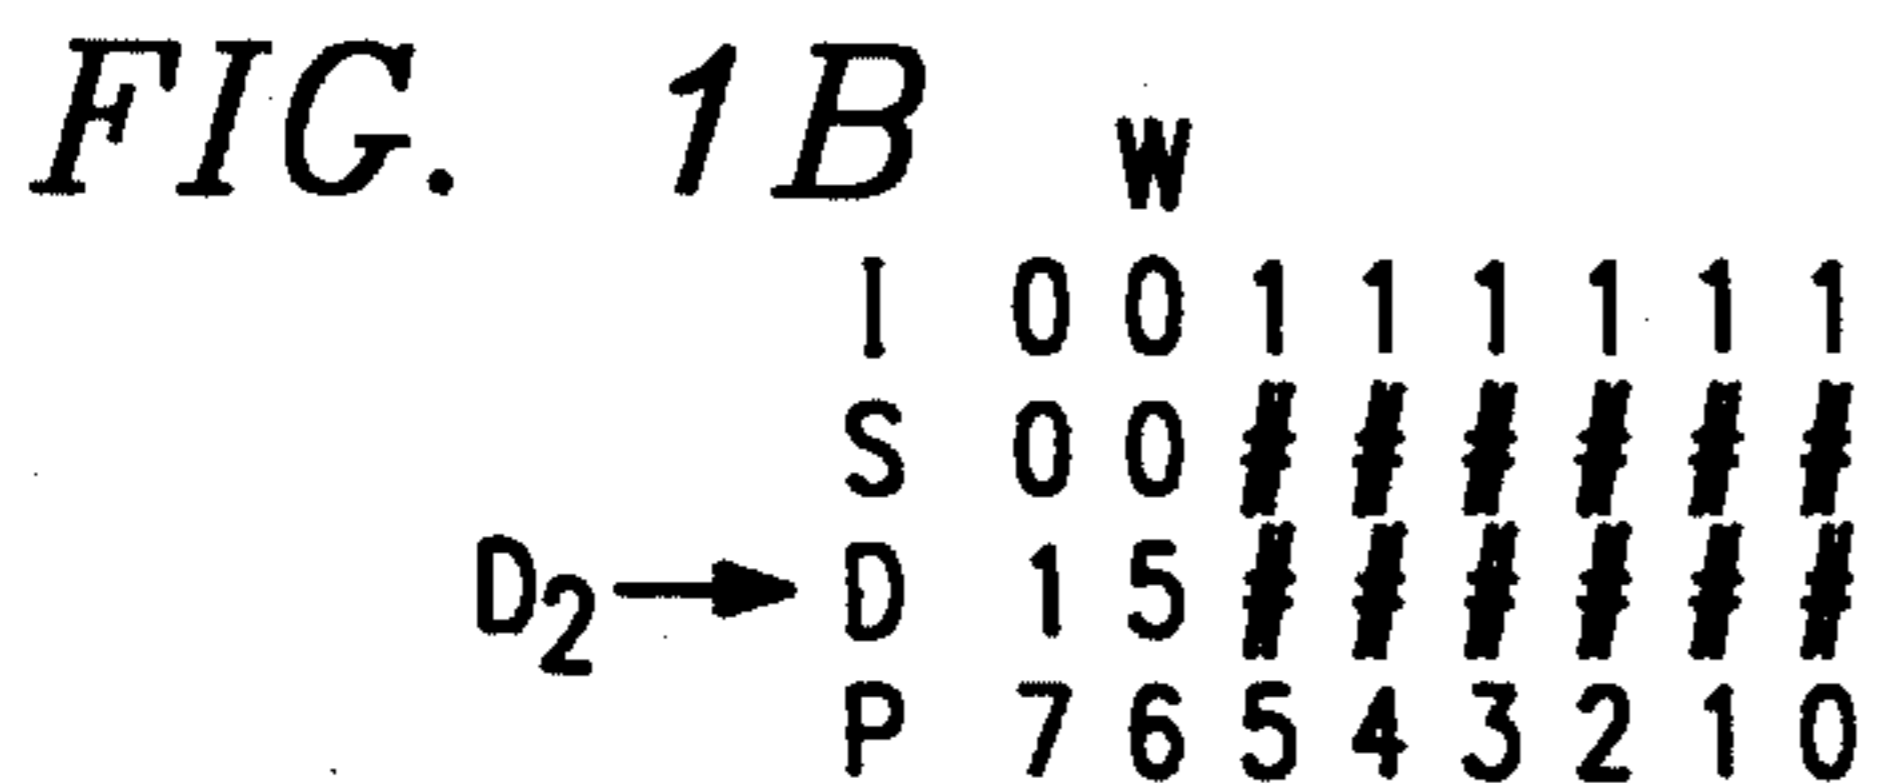 FIG. 1B
W
I 0 0 1 1 1 1 1 1
S 0 0 # # # # # #
D₂ → D 1 5 # # # # # #
P 7 6 5 4 3 2 1 0